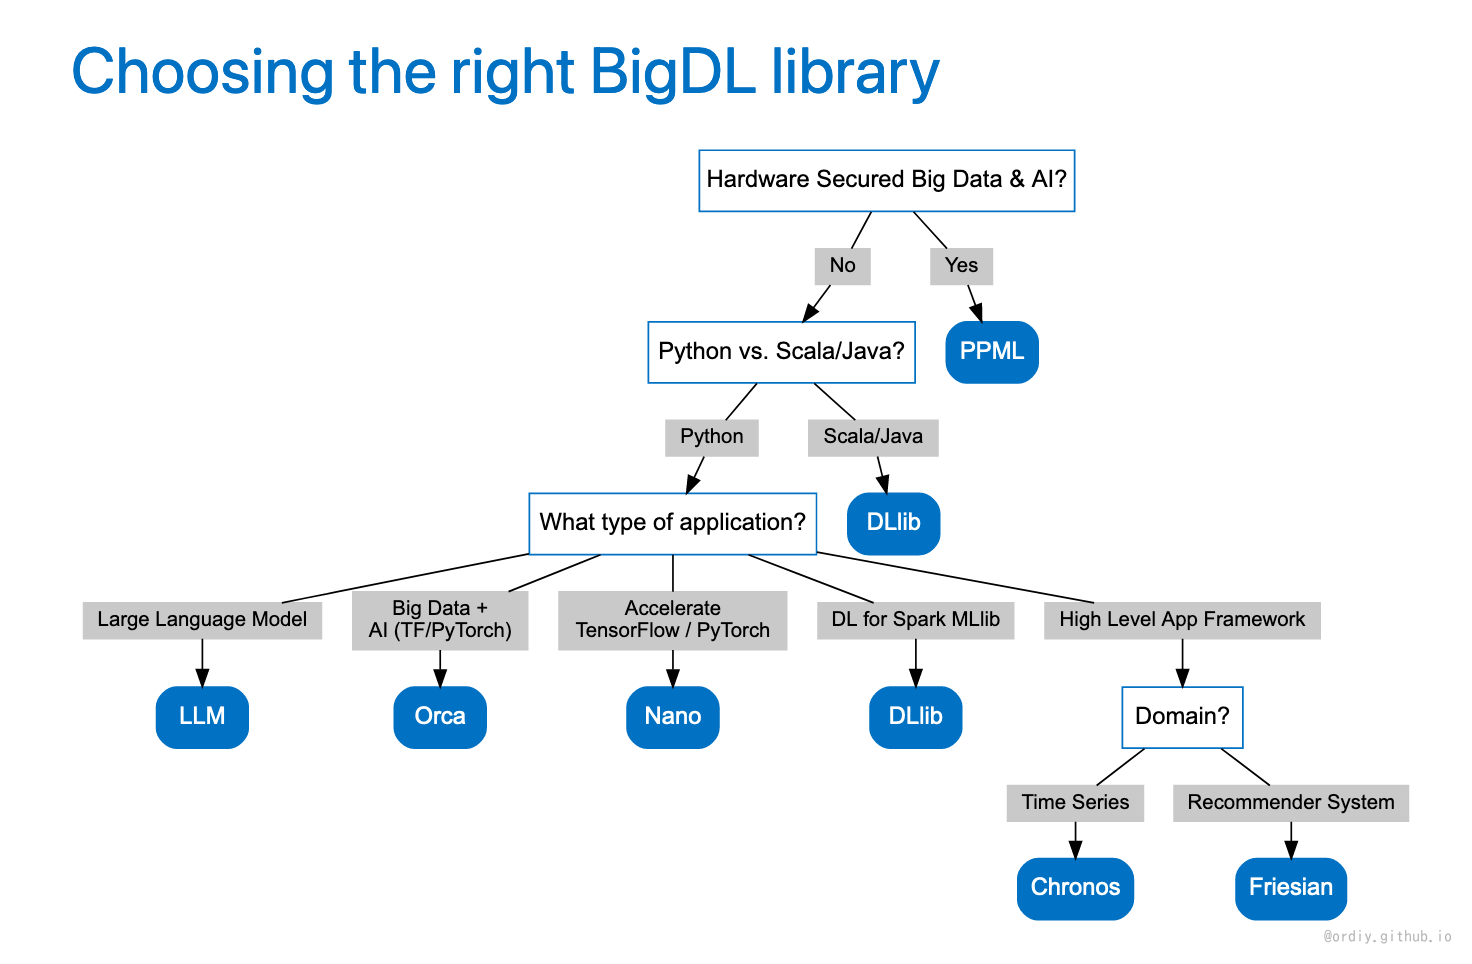 Choosing the right BigDL library
Hardware Secured Big Data & AI?
No
Yes
Python vs. Scala/Java?
PPML
Python
Scala/Java
What type of application?
DLlib
Large Language Model
Big Data +
AI (TF/PyTorch)
Accelerate
TensorFlow / PyTorch
DL for Spark MLlib
High Level App Framework
LLM
Orca
Nano
DLlib
Domain?
Time Series
Recommender System
Chronos
Friesian
@ordiy.github.io